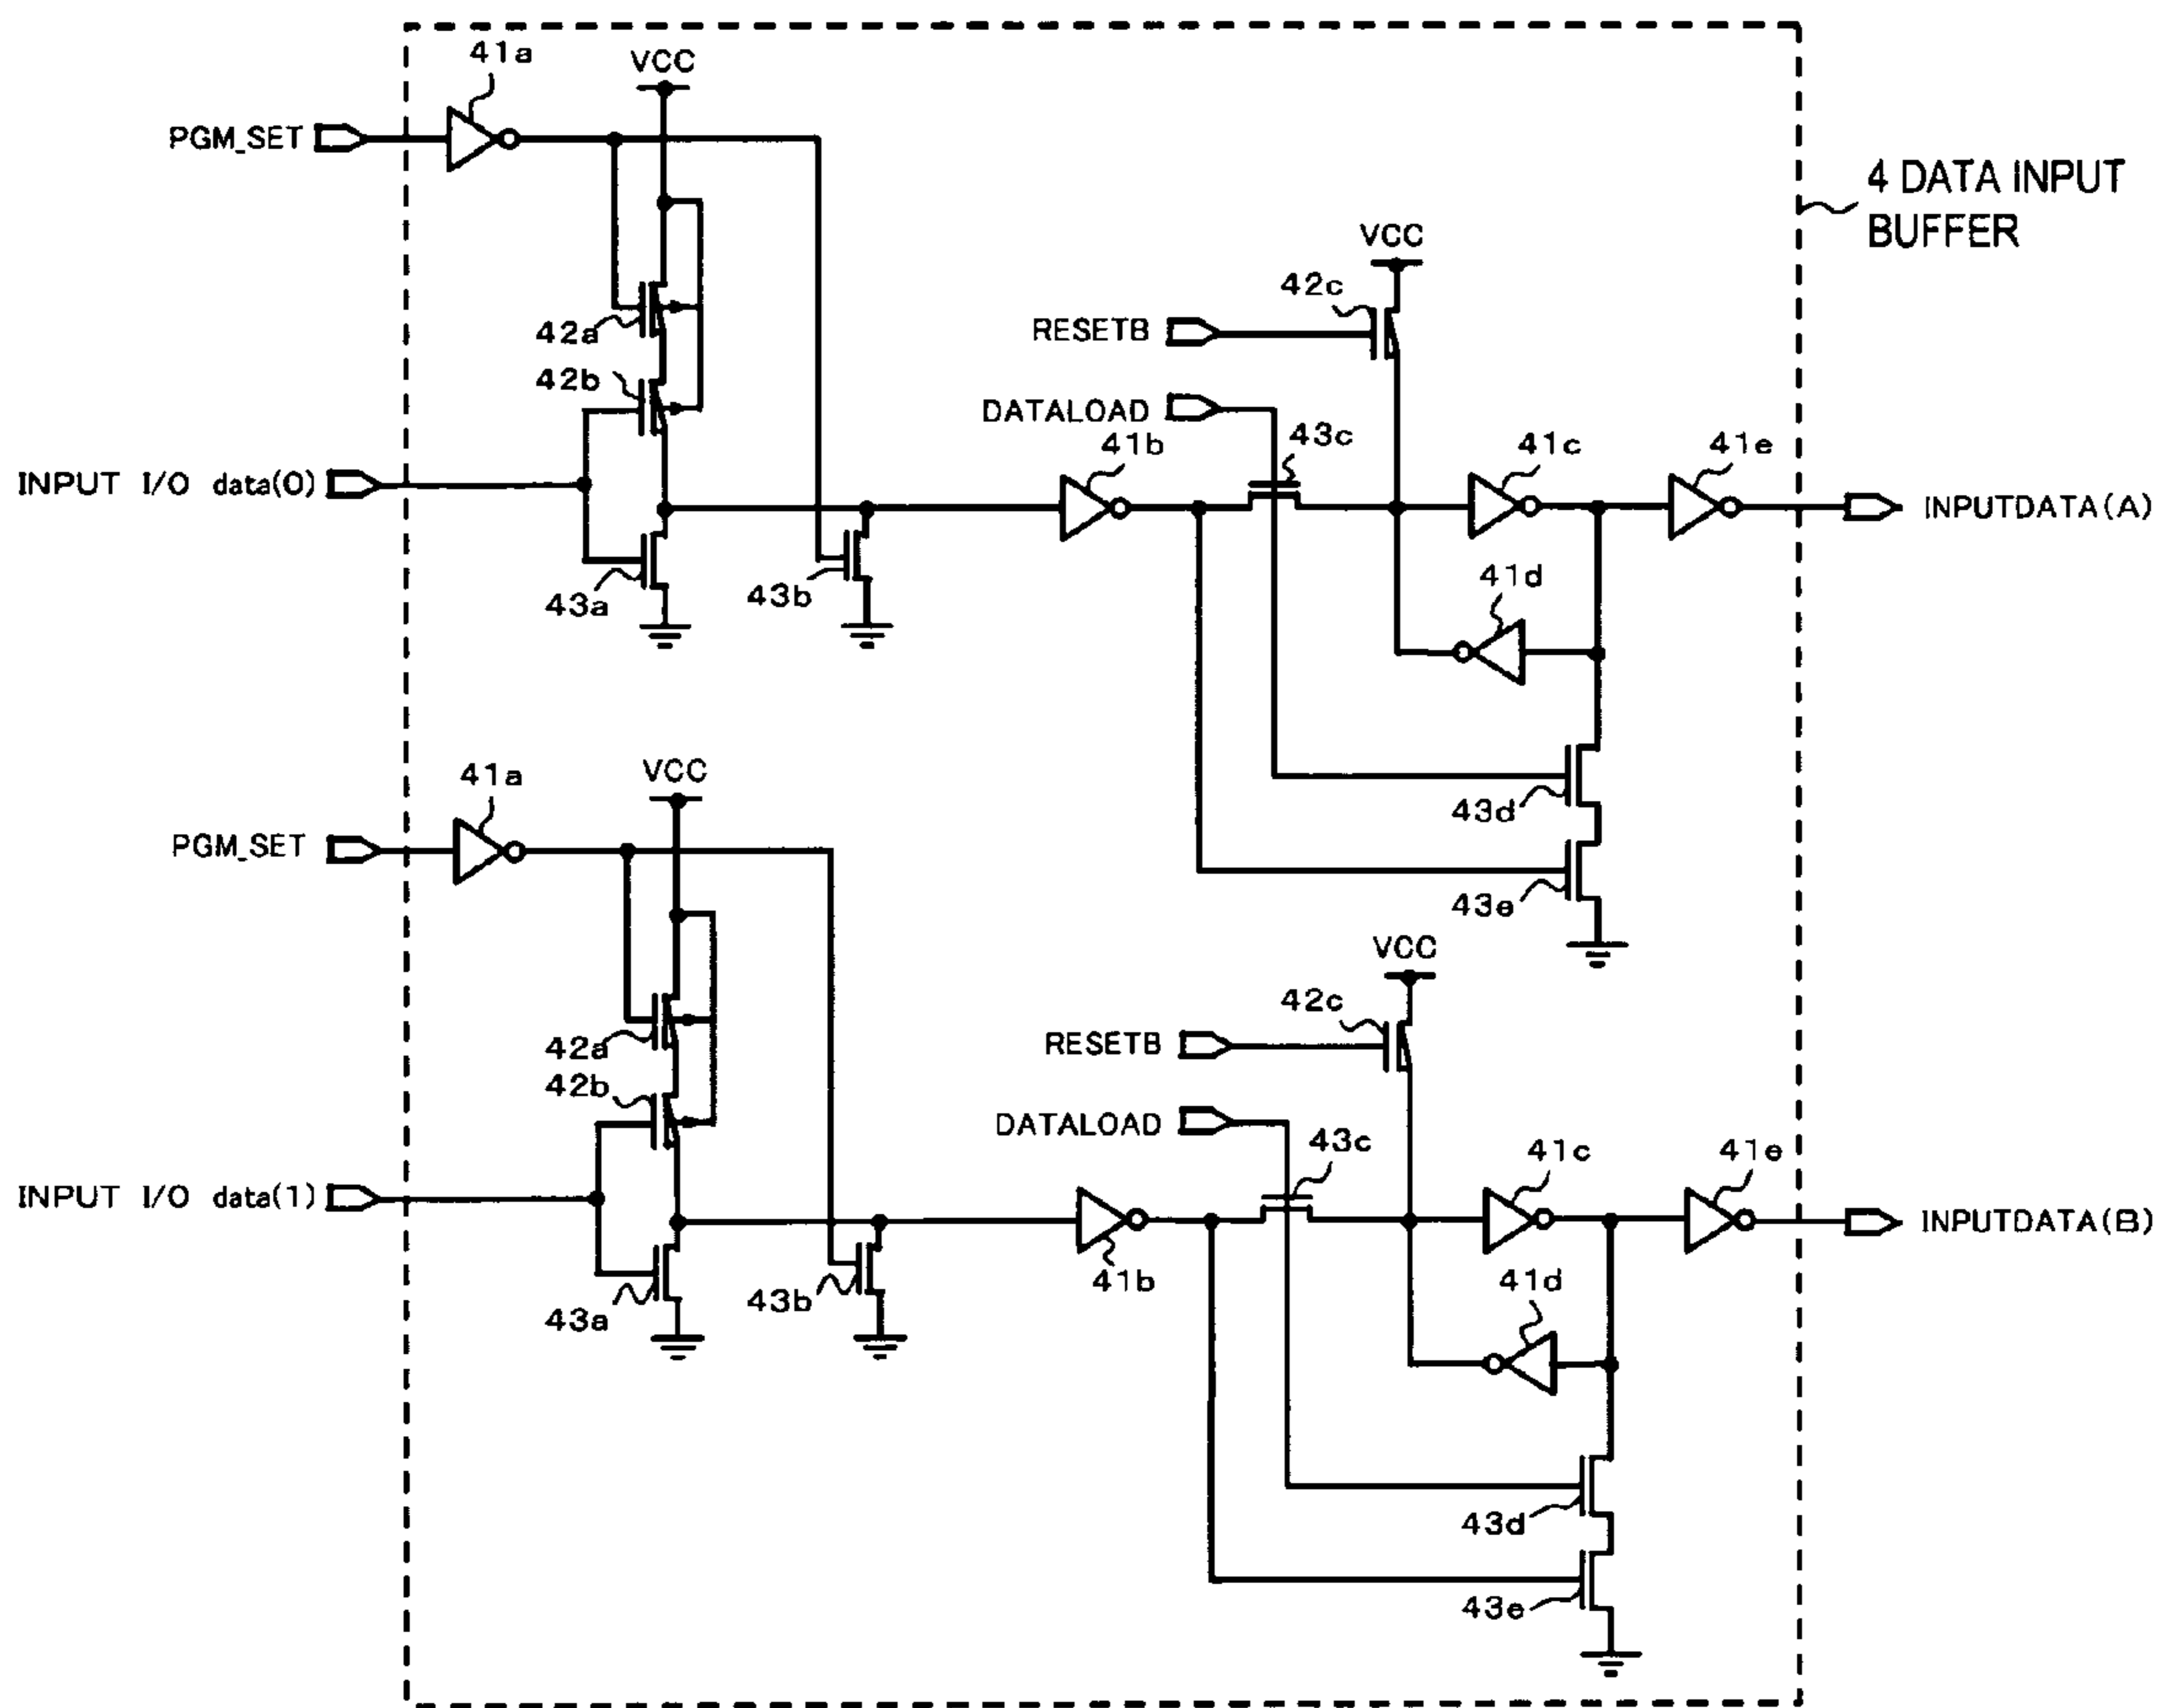 41a
VCC
PGM_SET
4 DATA INPUT
BUFFER
VCC
42c
42a
RESETB
42b
DATALOAD
43c
41b
41c
41e
INPUT I/O data(0)
INPUTDATA(A)
41d
43a
43b
41a
VCC
43d
PGM_SET
43e
VCC
42c
42a
RESETB
42b
DATALOAD
43c
41c
41e
INPUT I/O data(1)
INPUTDATA(B)
41b
41d
43a
43b
43d
43e